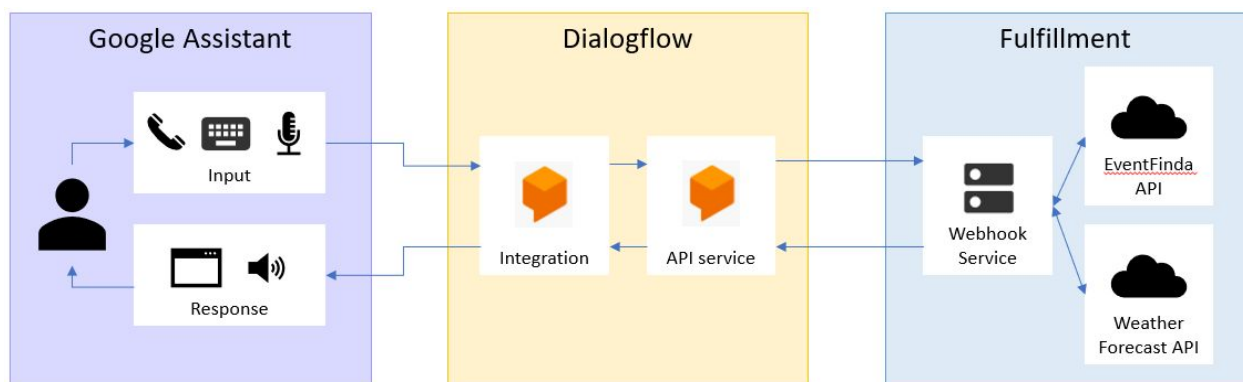 Google Assistant
Input
Response
Dialogflow
Integration
API service
Fulfillment
Webhook
Service
EventFinda
API
Weather
Forecast API